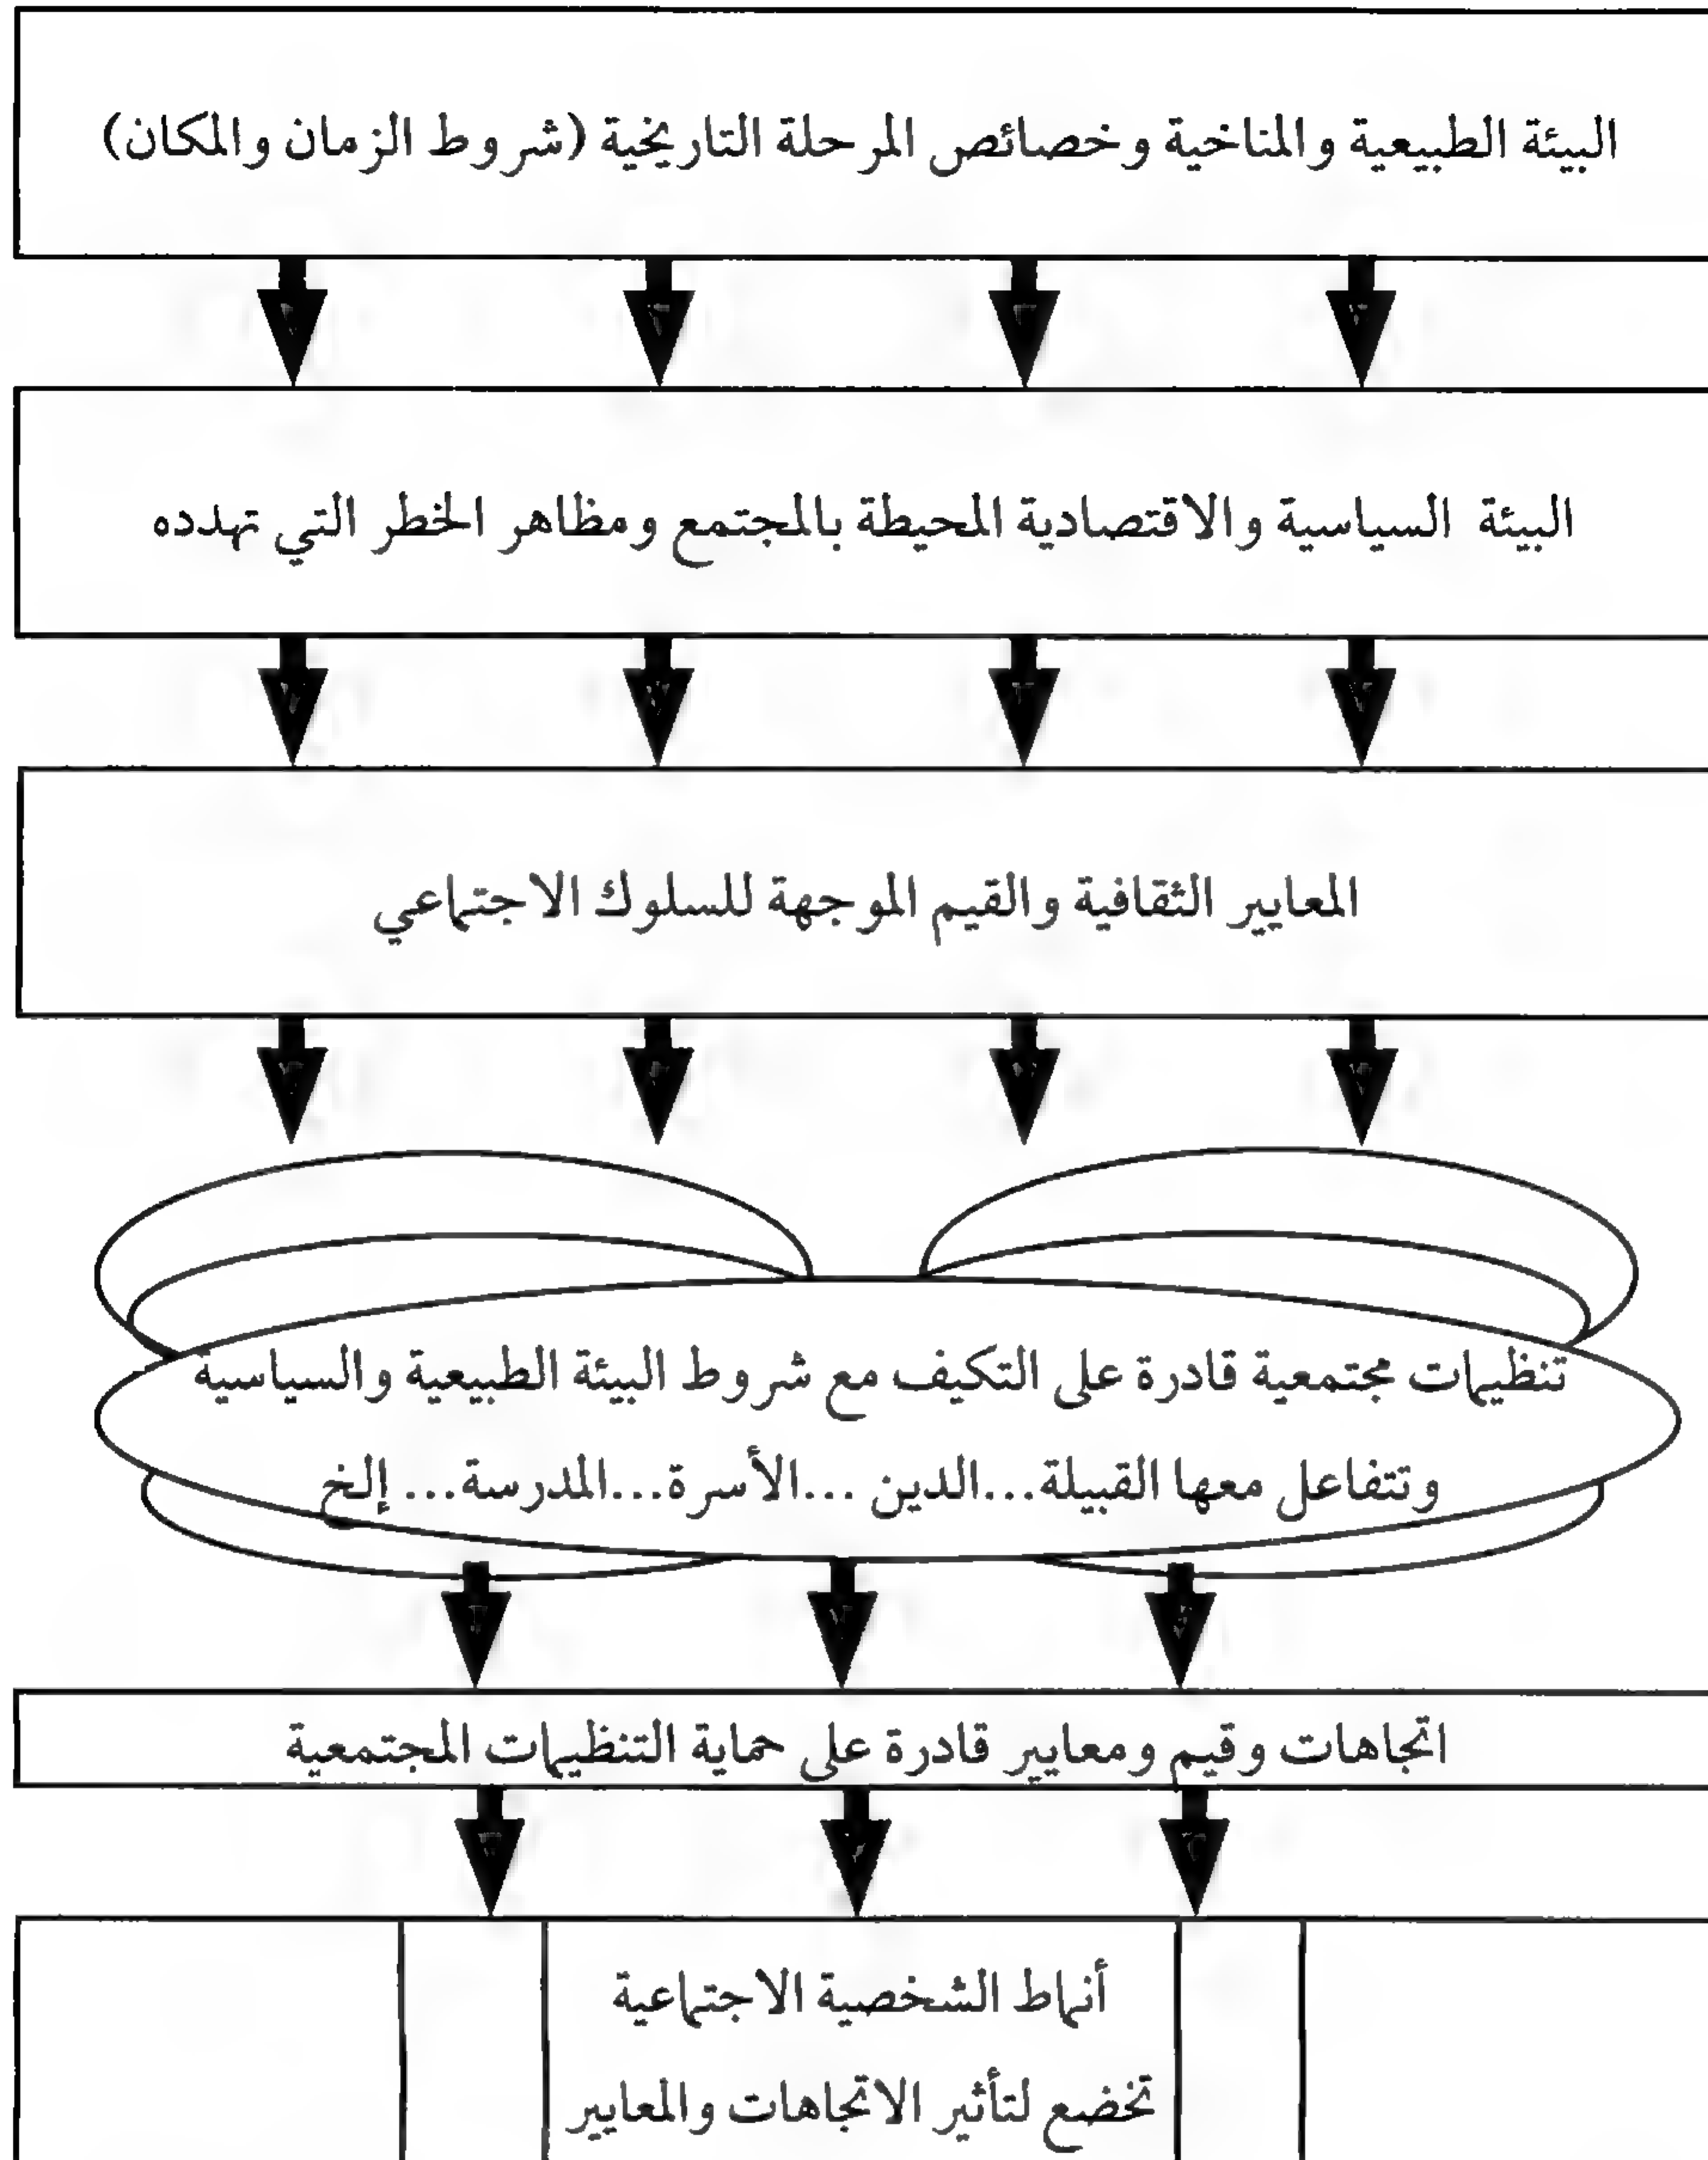 البيئة الطبيعية والمناخية وخصائص المرحلة التاريخية (شروط الزمان والمكان)
البيئة السياسية والاقتصادية المحيطة بالمجتمع ومظاهر الخطر التي تهدده
المعايير الثقافية والقيم الموجهة للسلوك الاجتماعي
تنظيمات مجتمعية قادرة على التكيف مع شروط البيئة الطبيعية والسياسية
وتتفاعل معها القبيلة...الدين ...الأسرة...المدرسة... إلخ
اتجاهات وقيم ومعايير قادرة على حماية التنظيمات المجتمعية
أنماط الشخصية الاجتماعية
تخضع لتأثير الاتجاهات والمعايير